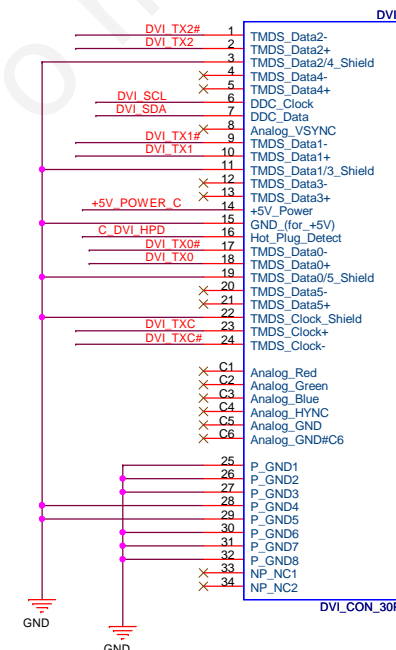 DVI
DVI_TX2# 1 TMDS_Data2-
DVI_TX2 2 TMDS_Data2+
3 TMDS_Data2/4_Shield
4 TMDS_Data4-
5 TMDS_Data4+
DVI_SCL 6 DDC_Clock
DVI_SDA 7 DDC_Data
8 Analog_VSYNC
DVI_TX1# 9 TMDS_Data1-
DVI_TX1 10 TMDS_Data1+
11 TMDS_Data1/3_Shield
12 TMDS_Data3-
13 TMDS_Data3+
+5V_POWER_C 14 +5V_Power
15 GND_(for_+5V)
C_DVI_HPD 16 Hot_Plug_Detect
DVI_TX0# 17 TMDS_Data0-
DVI_TX0 18 TMDS_Data0+
19 TMDS_Data0/5_Shield
20 TMDS_Data5-
21 TMDS_Data5+
22 TMDS_Clock_Shield
DVI_TXC 23 TMDS_Clock+
DVI_TXC# 24 TMDS_Clock-
C1 Analog_Red
C2 Analog_Green
C3 Analog_Blue
C4 Analog_HYNC
C5 Analog_GND
C6 Analog_GND#C6
25 P_GND1
26 P_GND2
27 P_GND3
28 P_GND4
29 P_GND5
30 P_GND6
31 P_GND7
32 P_GND8
33 NP_NC1
34 NP_NC2
DVI_CON_30
GND
GND